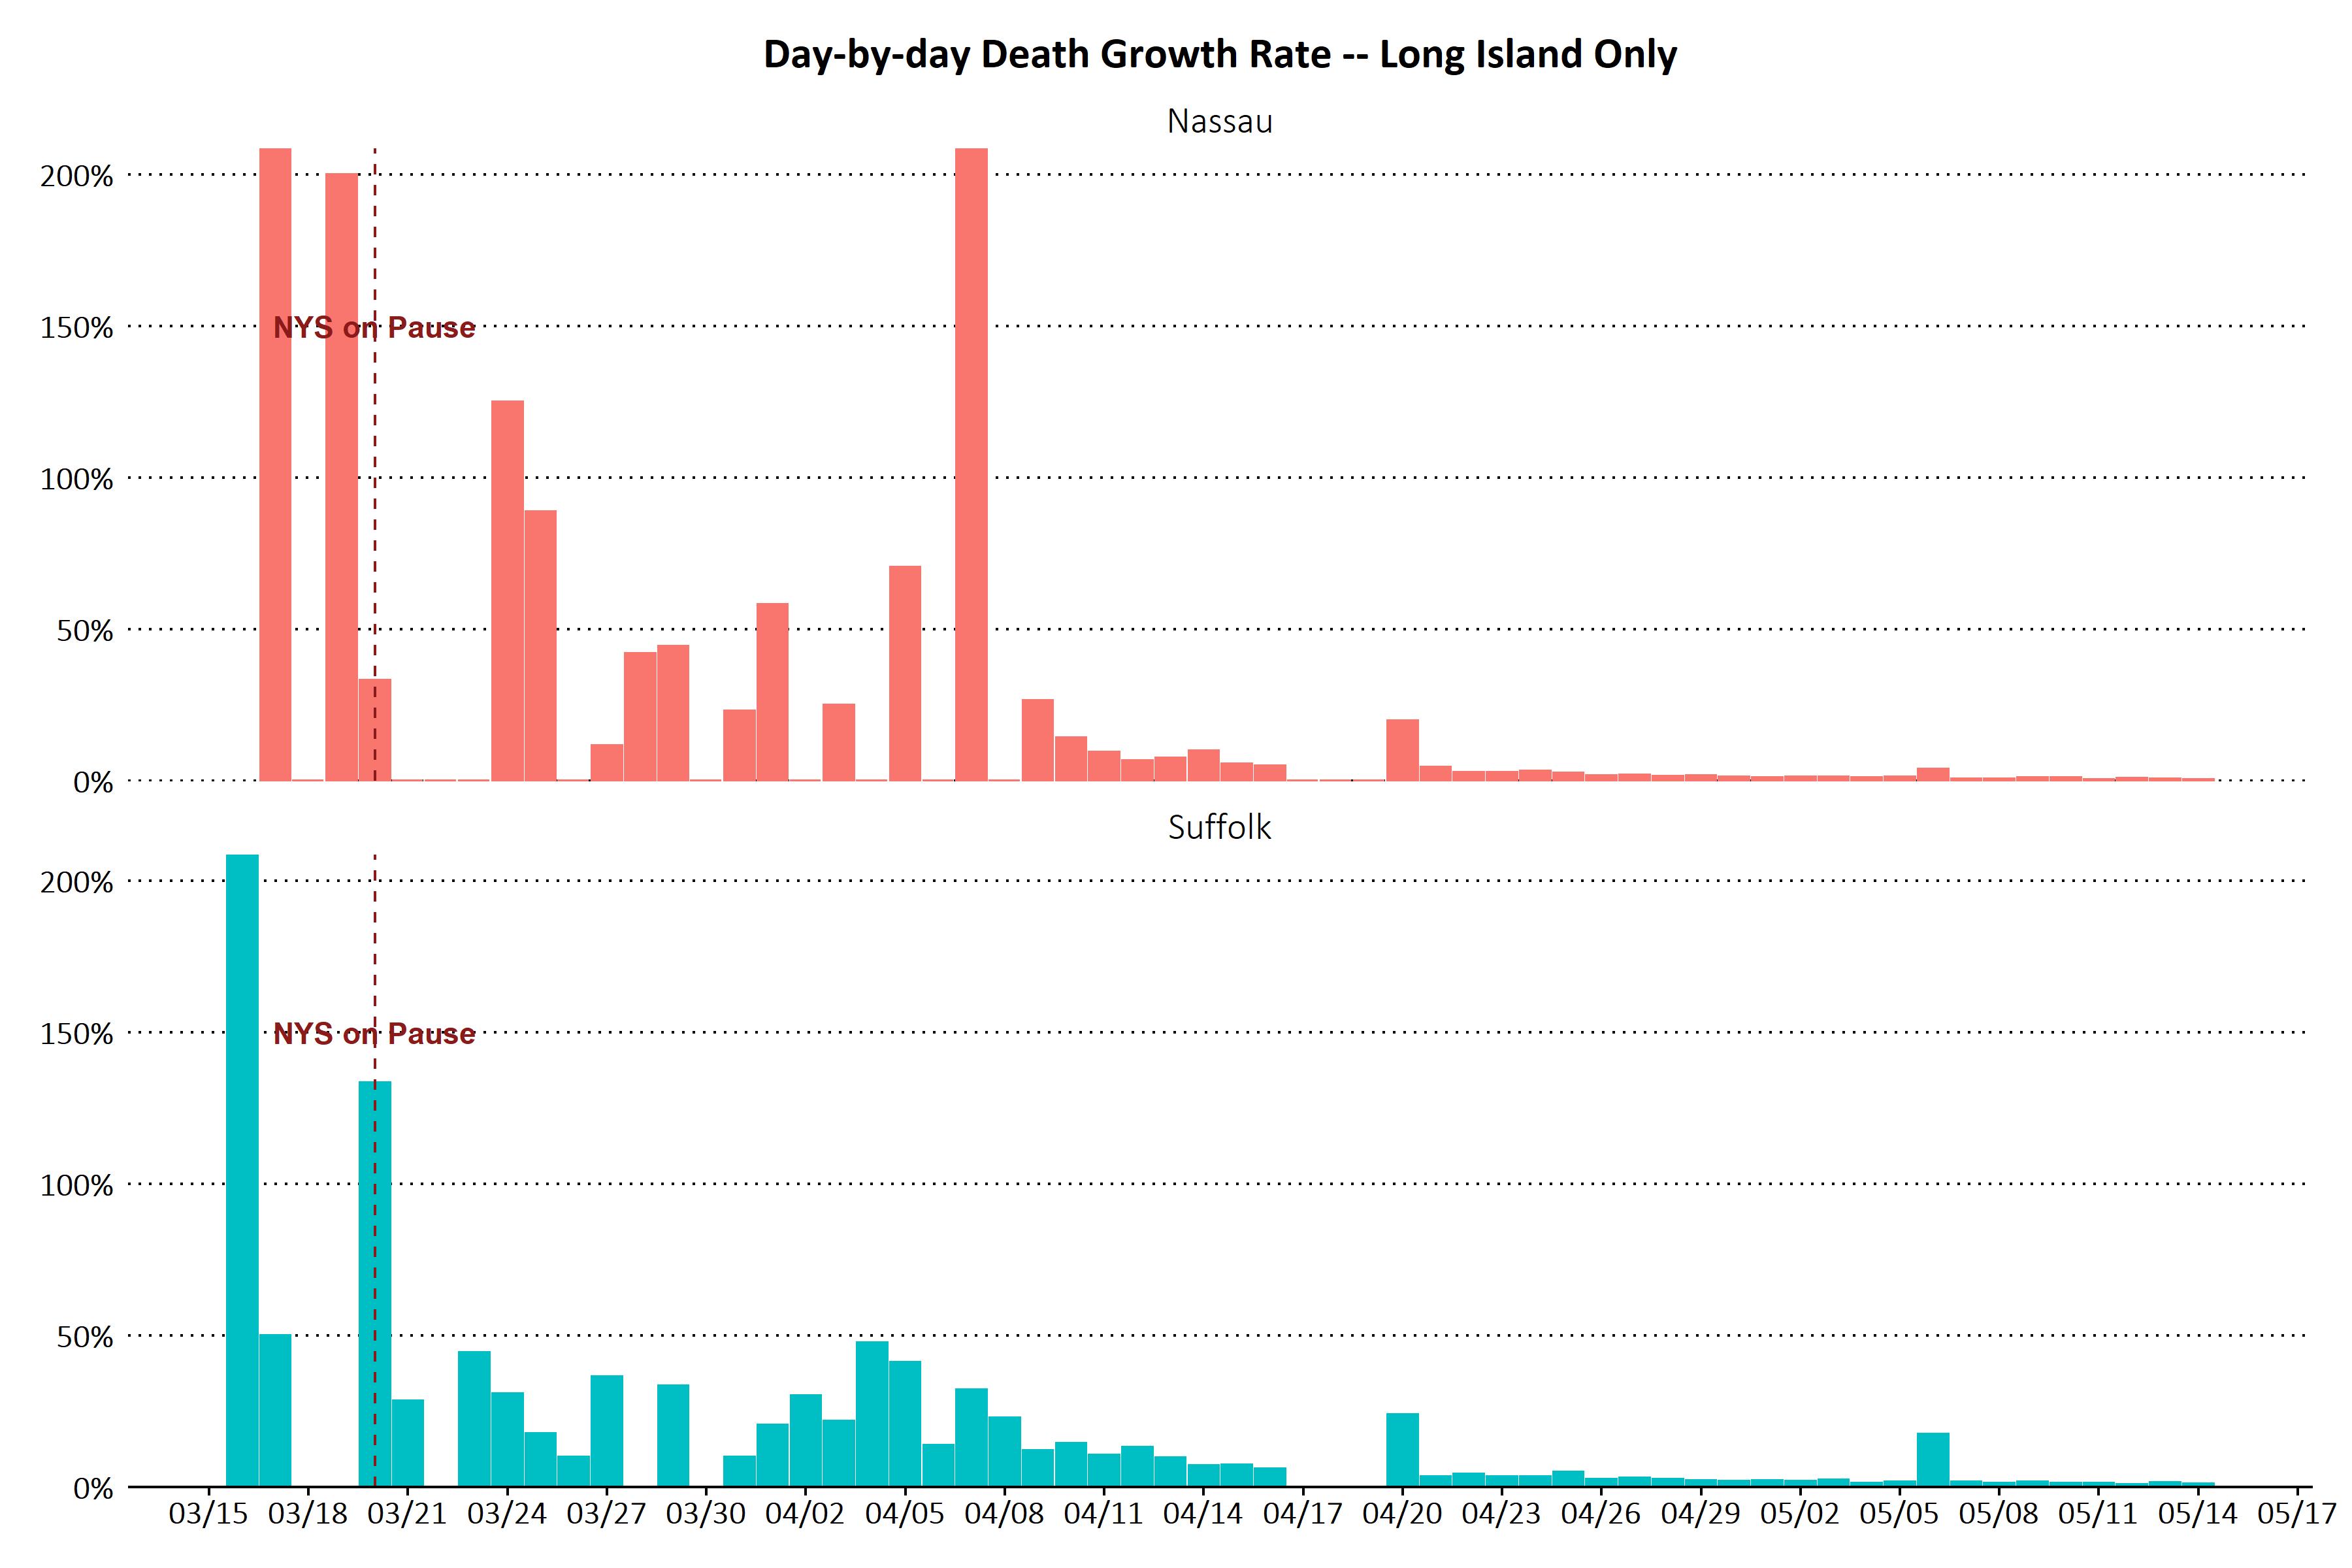 Day-by-day Death Growth Rate -- Long Island Only
Nassau
200%
150%
NYS on Pause
100%
50%
0%
Suffolk
200%
150%
NYS on Pause
100%
50%
0%
03/15 03/18 03/21 03/24 03/27 03/30 04/02 04/05 04/08 04/11 04/14 04/17 04/20 04/23 04/26 04/29 05/02 05/05 05/08 05/11 05/14 05/17